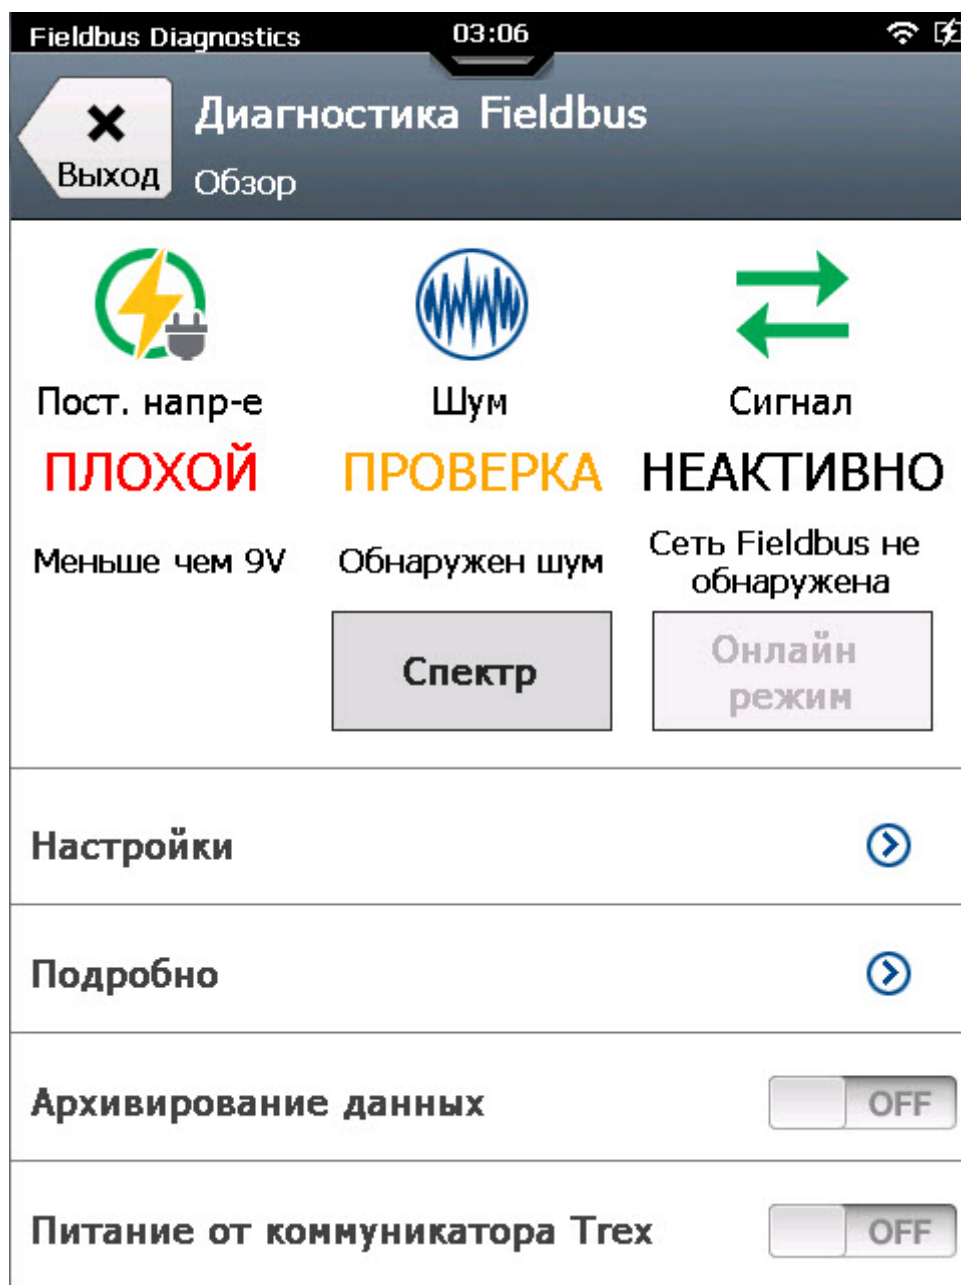 Fieldbus Diagnostics 03:06
Выход
Диагностика Fieldbus
Обзор
Пост. напр-е
Шум
Сигнал
ПЛОХОЙ
ПРОВЕРКА
НЕАКТИВНО
Меньше чем 9V
Обнаружен шум
Сеть Fieldbus не
обнаружена
Спектр
Онлайн
режим
Настройки
Подробно
Архивирование данных OFF
Питание от коммуникатора Trex OFF